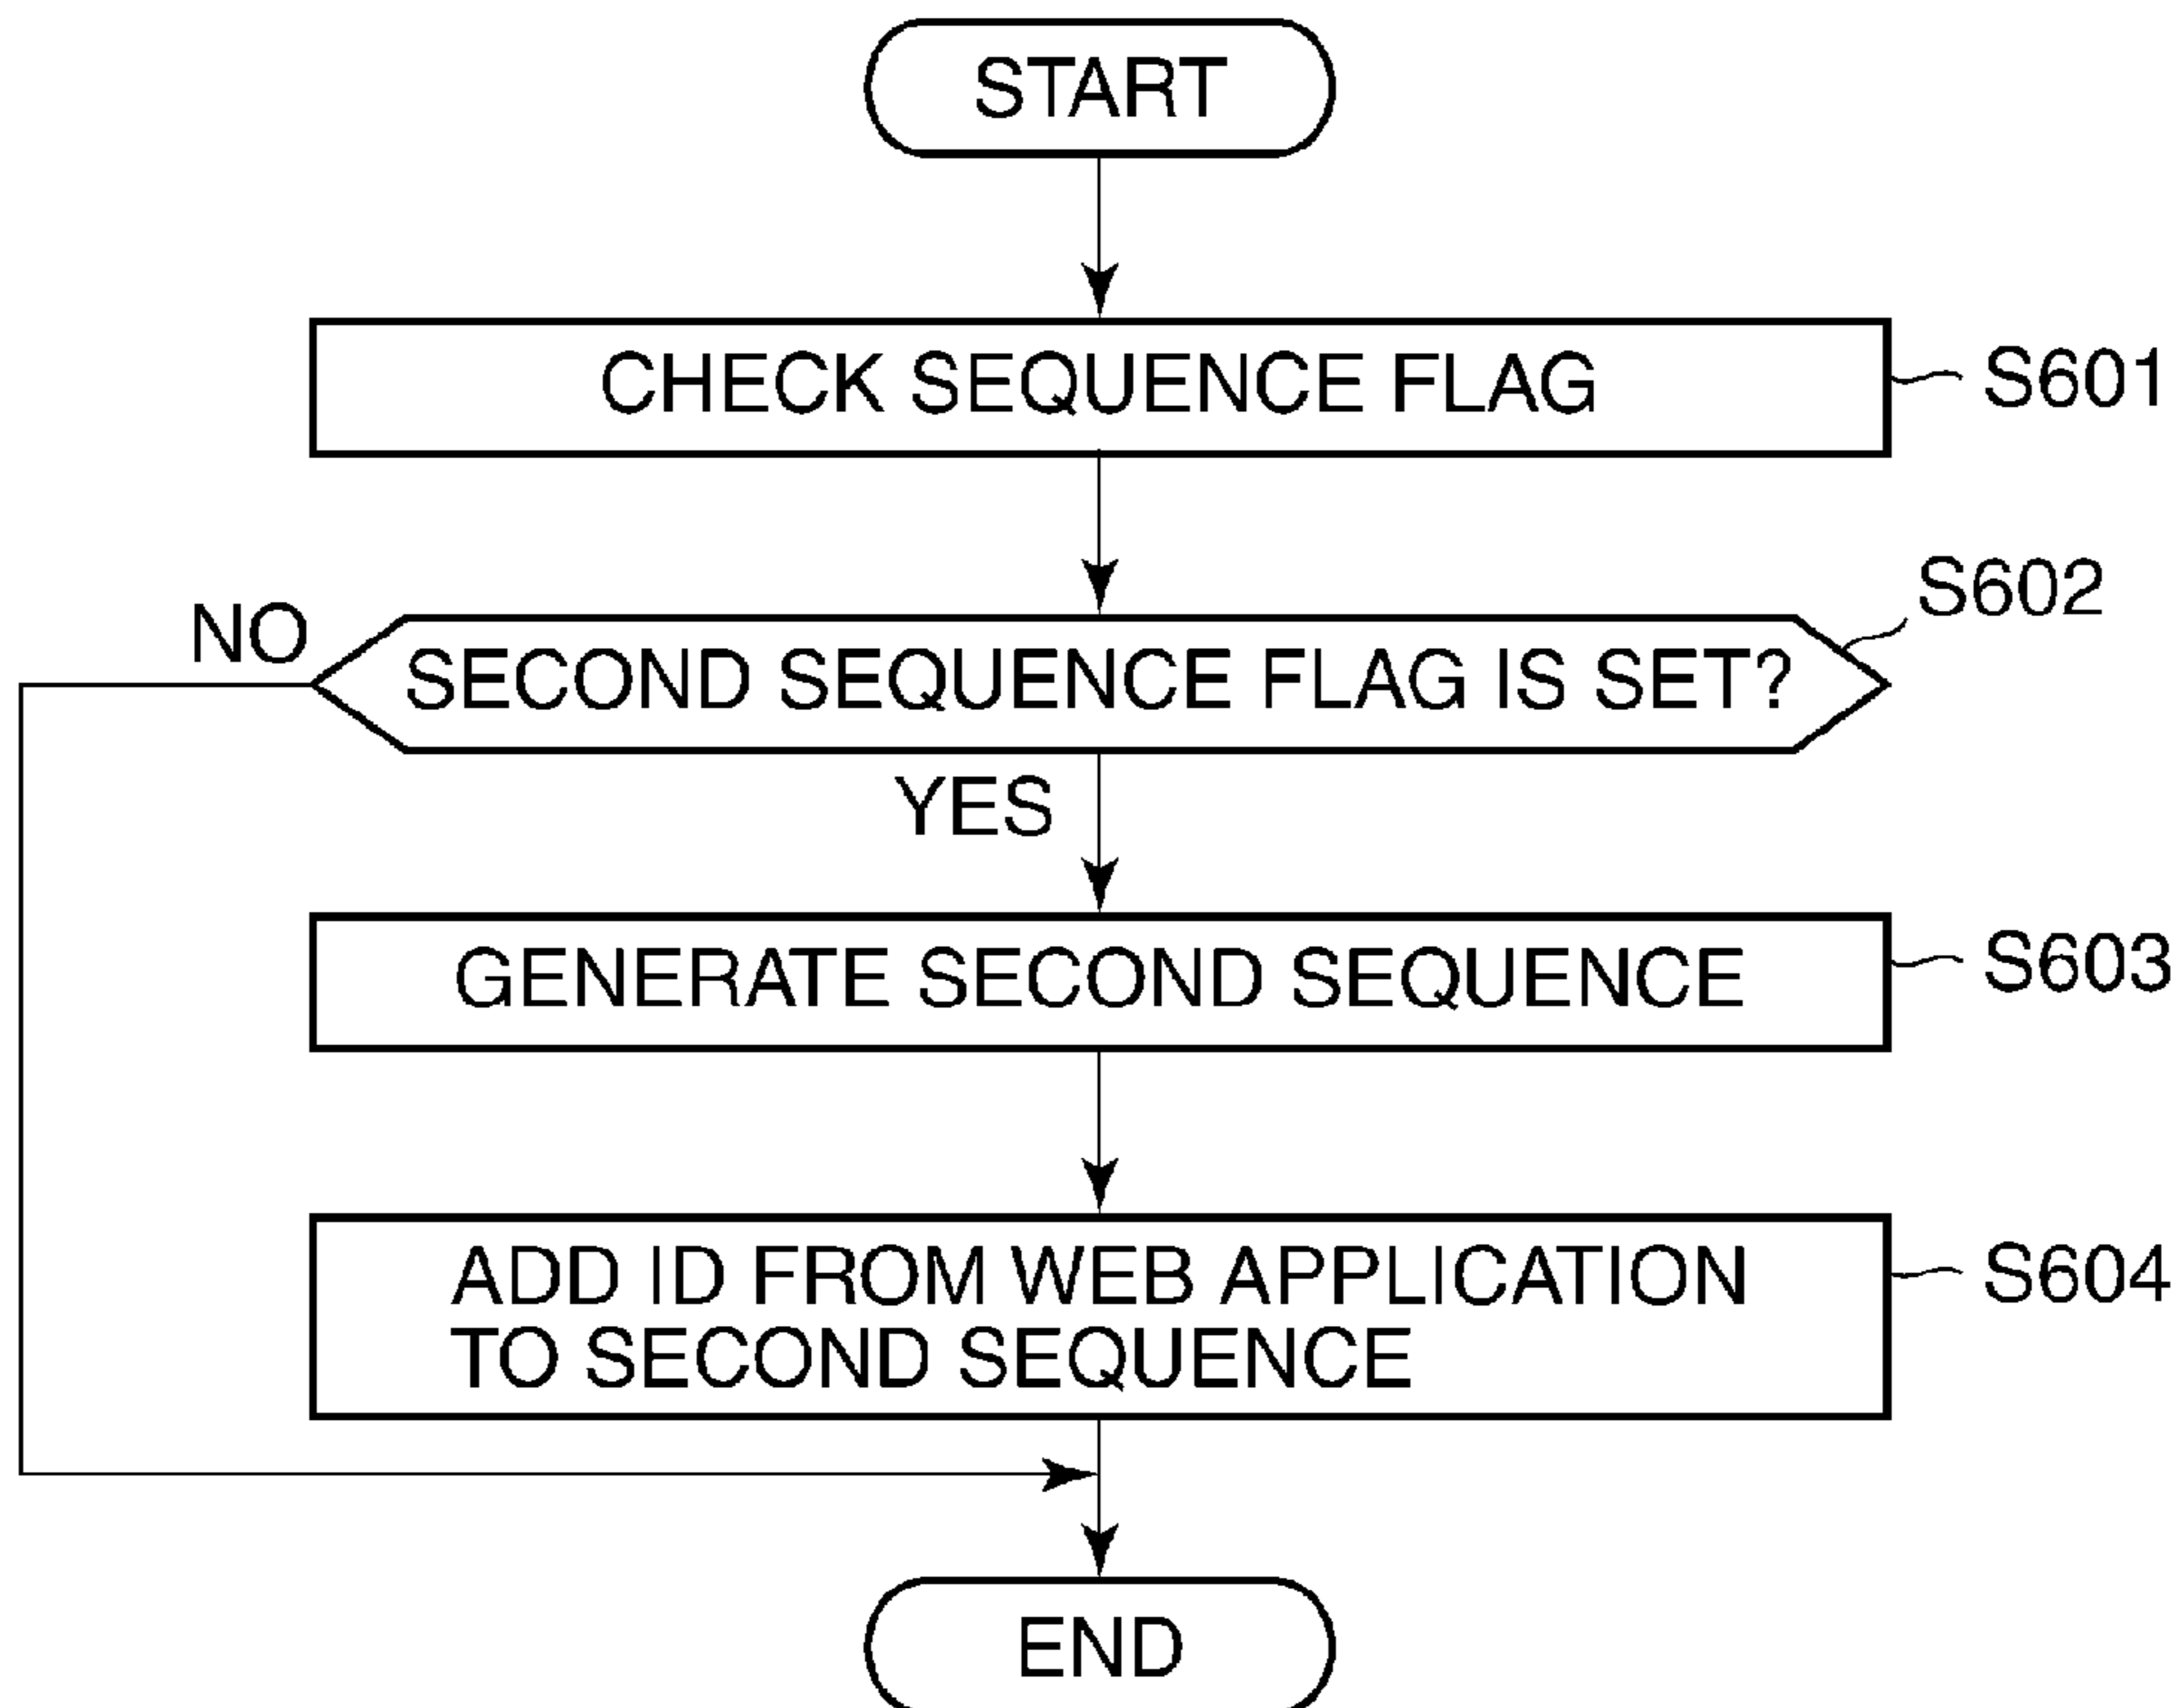 START
CHECK SEQUENCE FLAG
S601
S602
NO
SECOND SEQUENCE FLAG IS SET?
YES
GENERATE SECOND SEQUENCE
S603
ADD ID FROM WEB APPLICATION
TO SECOND SEQUENCE
S604
END